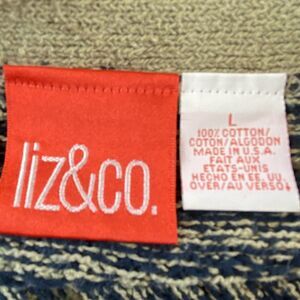 liz&co.
L
100% COTTON/
COTON/ALGODON
MADE IN U.S.A.
FAIT AUX
ETATS-UNIS
HECHO EN EE. UU.
OVER/AU VERSO